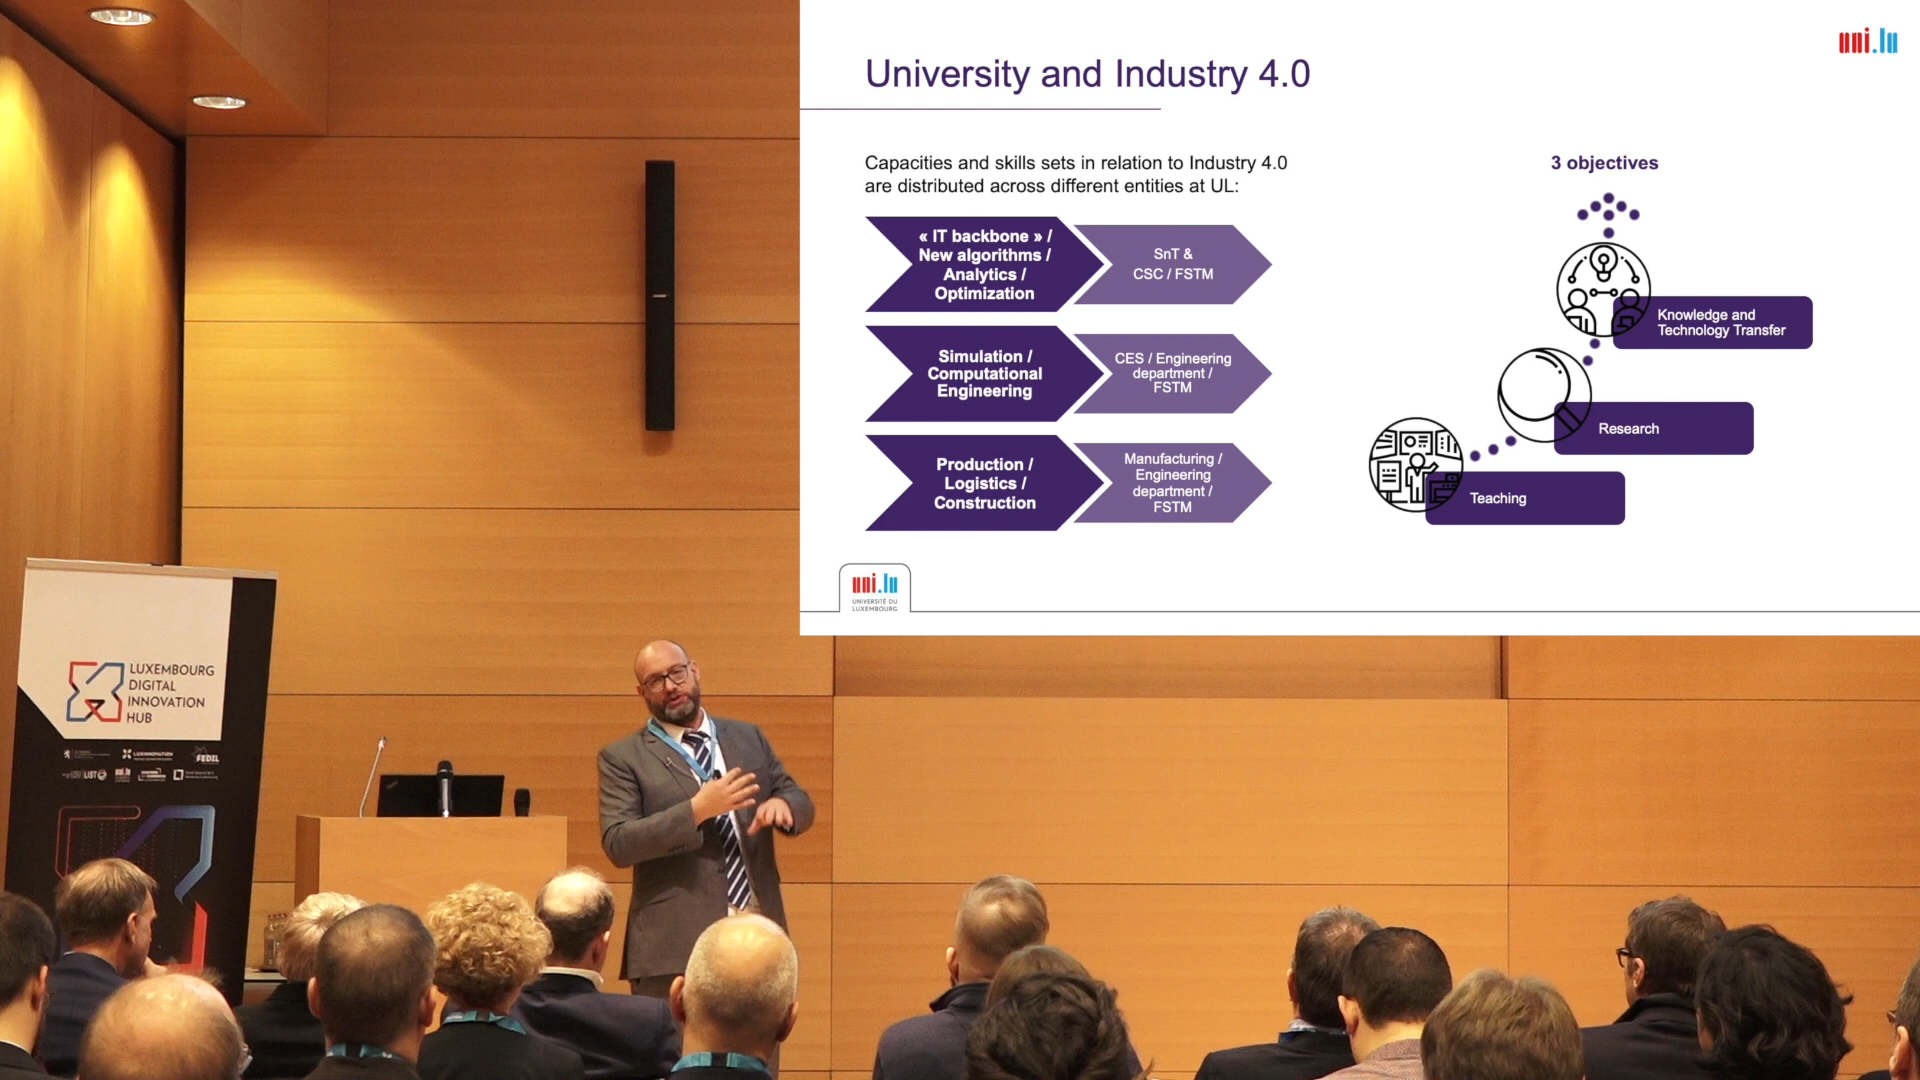 uni.lu
University and Industry 4.0
Capacities and skills sets in relation to Industry 4.0
are distributed across different entities at UL:
« IT backbone » /
New algorithms /
Analytics /
Optimization
SnT &
CSC / FSTM
Simulation /
Computational
Engineering
CES / Engineering
department /
FSTM
Production /
Logistics /
Construction
Manufacturing /
Engineering
department /
FSTM
3 objectives
Knowledge and
Technology Transfer
Research
Teaching
uni.lu
UNIVERSITÉ DU
LUXEMBOURG
LUXEMBOURG
DIGITAL
INNOVATION
HUB
LUXINNOVATION
FEDIL
LIST
uni.lu